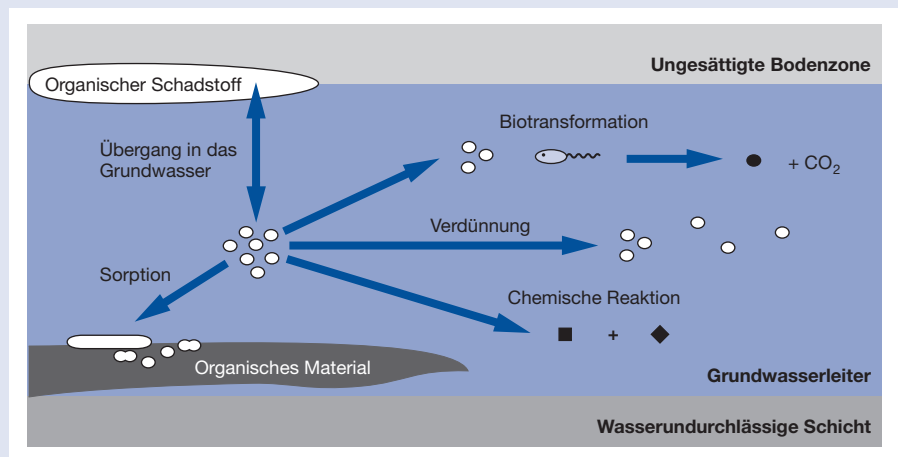 Ungesättigte Bodenzone
Organischer Schadstoff
Biotransformation
Übergang in das
Grundwasser
+ CO₂
Verdünnung
Sorption
Chemische Reaktion
+
Organisches Material
Grundwasserleiter
Wasserundurchlässige Schicht